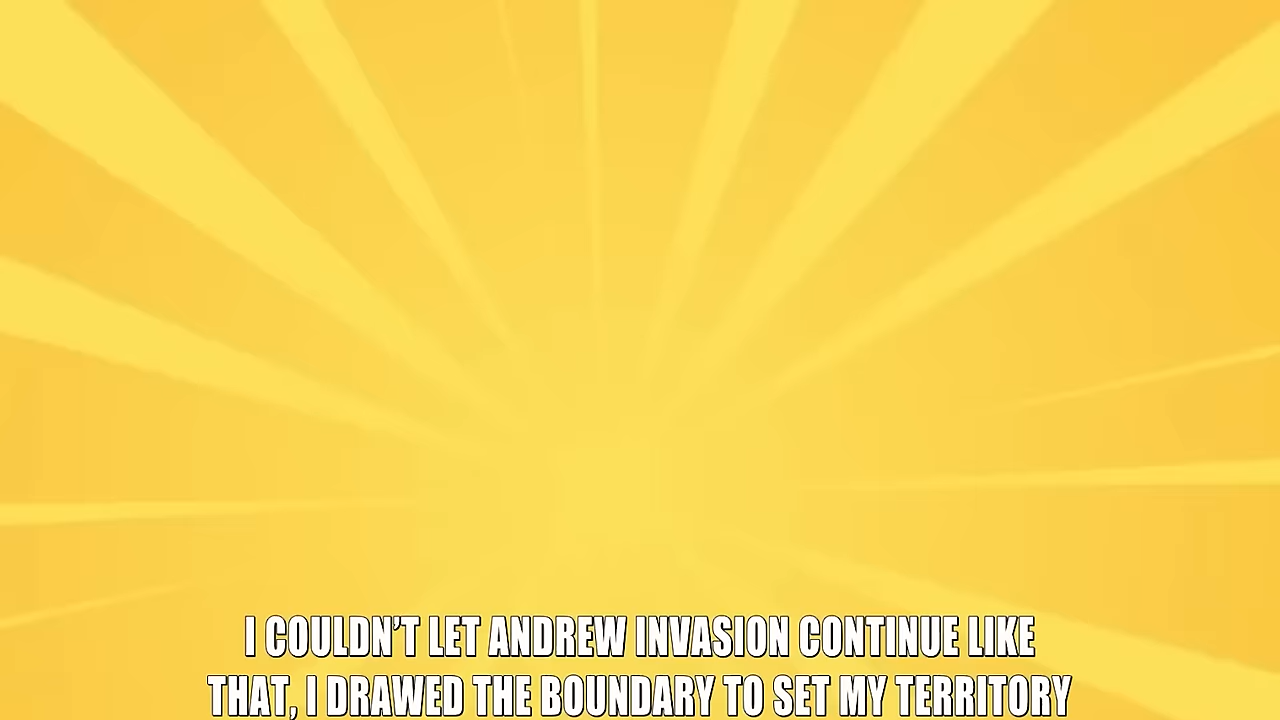 I COULDN'T LET ANDREW INVASION CONTINUE LIKE
THAT, I DRAWED THE BOUNDARY TO SET MY TERRITORY